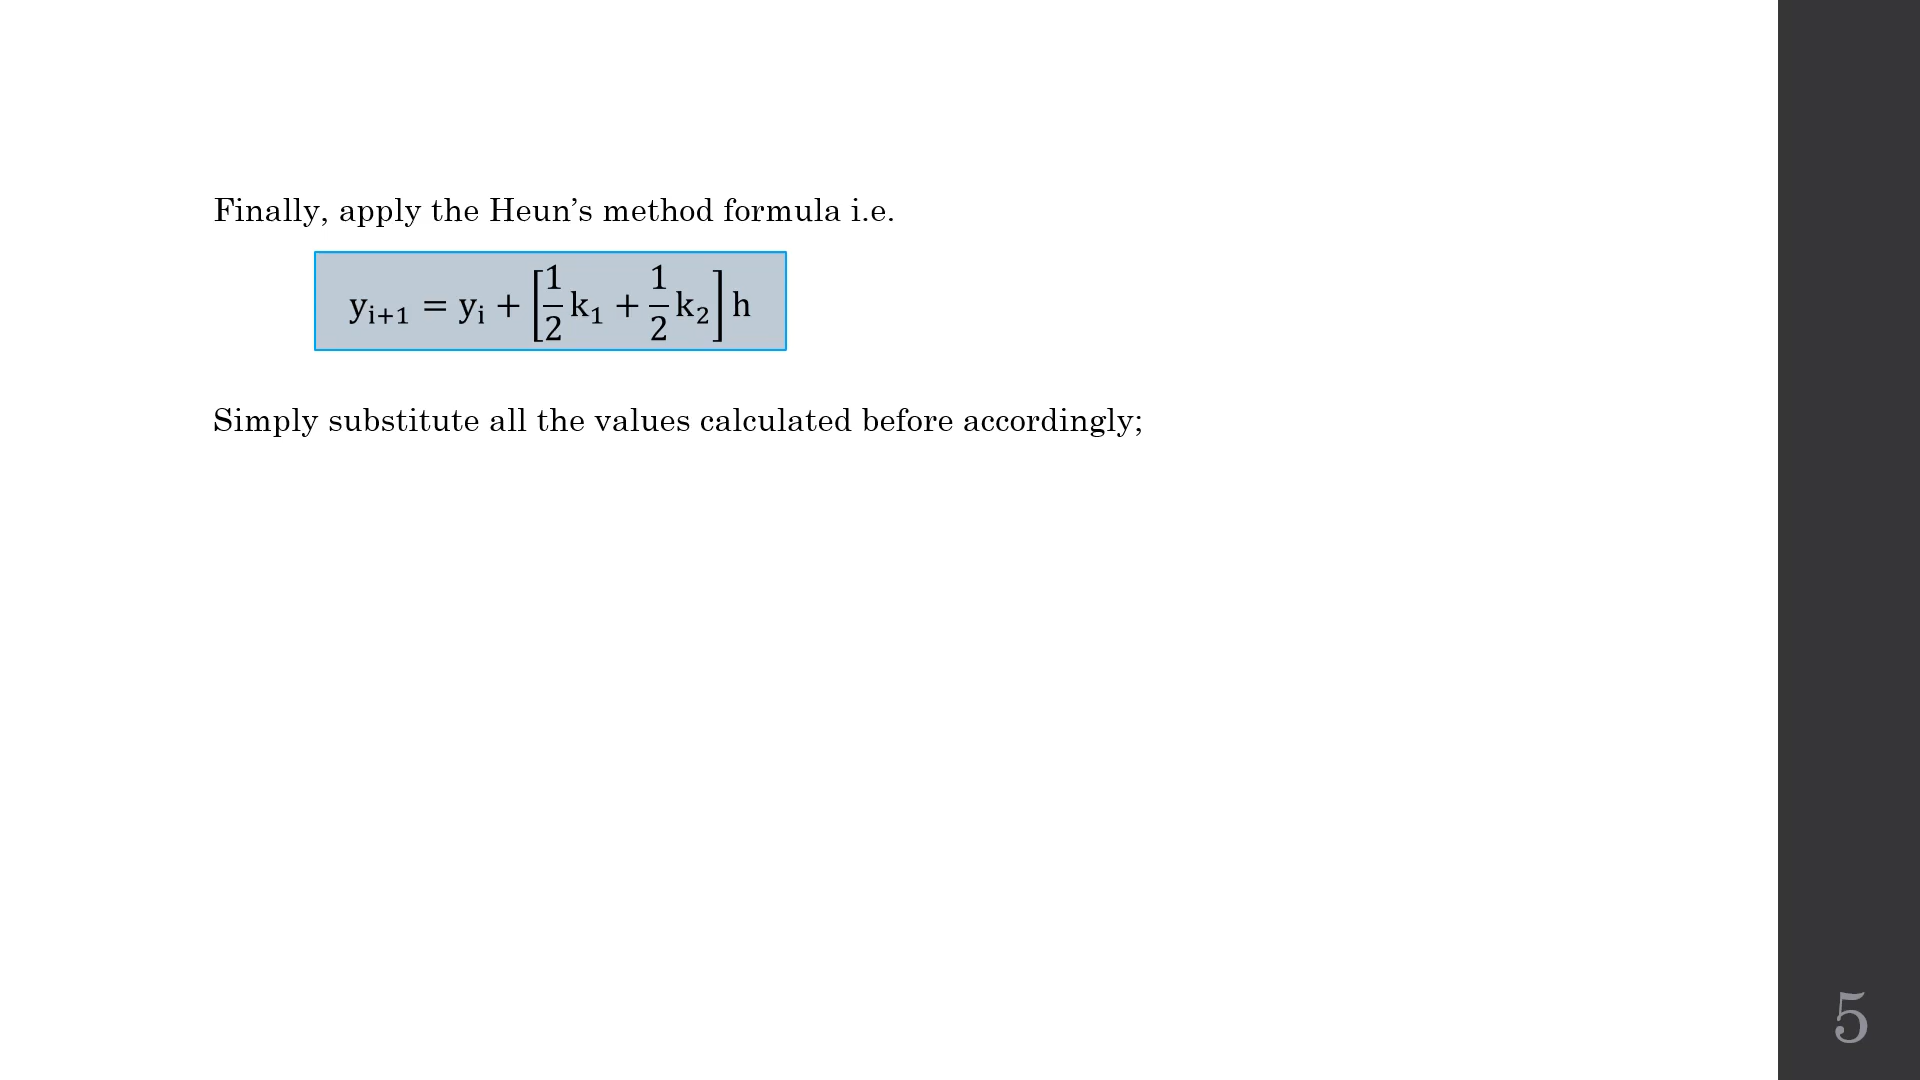 Finally, apply the Heun’s method formula i.e.
yᵢ₊₁ = yᵢ + [1/2 k₁ + 1/2 k₂] h
Simply substitute all the values calculated before accordingly;
5